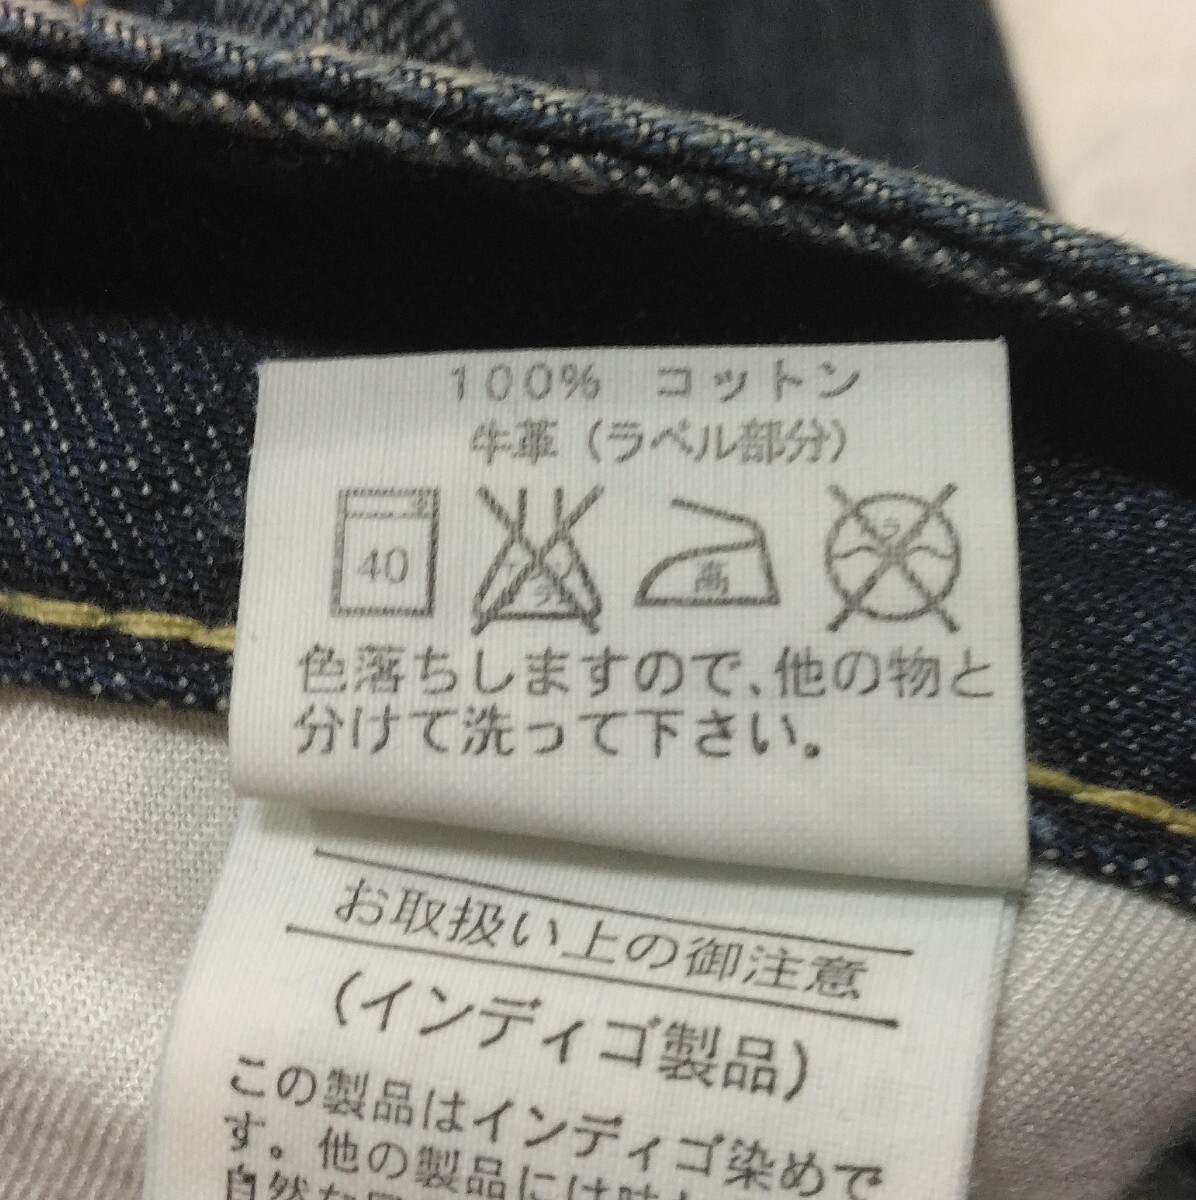 100% コットン
牛革(ラベル部分)
40 高
色落ちしますので、他の物と
分けて洗って下さい。
お取扱い上の御注意
(インディゴ製品)
この製品はインディゴ染めで
す。他の製品には
自然な